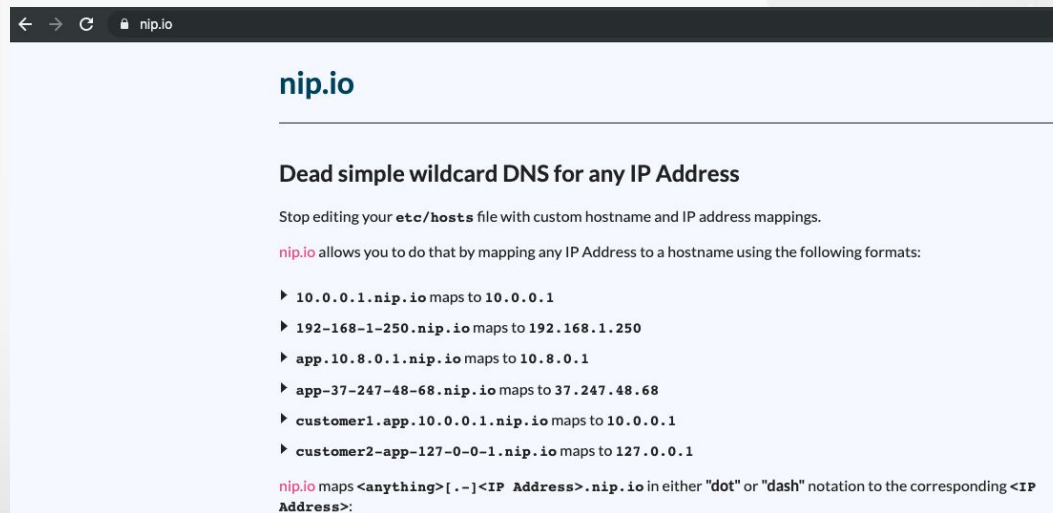 nip.io
nip.io
Dead simple wildcard DNS for any IP Address
Stop editing your etc/hosts file with custom hostname and IP address mappings.
nip.io allows you to do that by mapping any IP Address to a hostname using the following formats:
10.0.0.1.nip.io maps to 10.0.0.1
192-168-1-250.nip.io maps to 192.168.1.250
app.10.8.0.1.nip.io maps to 10.8.0.1
app-37-247-48-68.nip.io maps to 37.247.48.68
customer1.app.10.0.0.1.nip.io maps to 10.0.0.1
customer2-app-127-0-0-1.nip.io maps to 127.0.0.1
nip.io maps <anything>[.-]<IP Address>.nip.io in either "dot" or "dash" notation to the corresponding <IP
Address>: